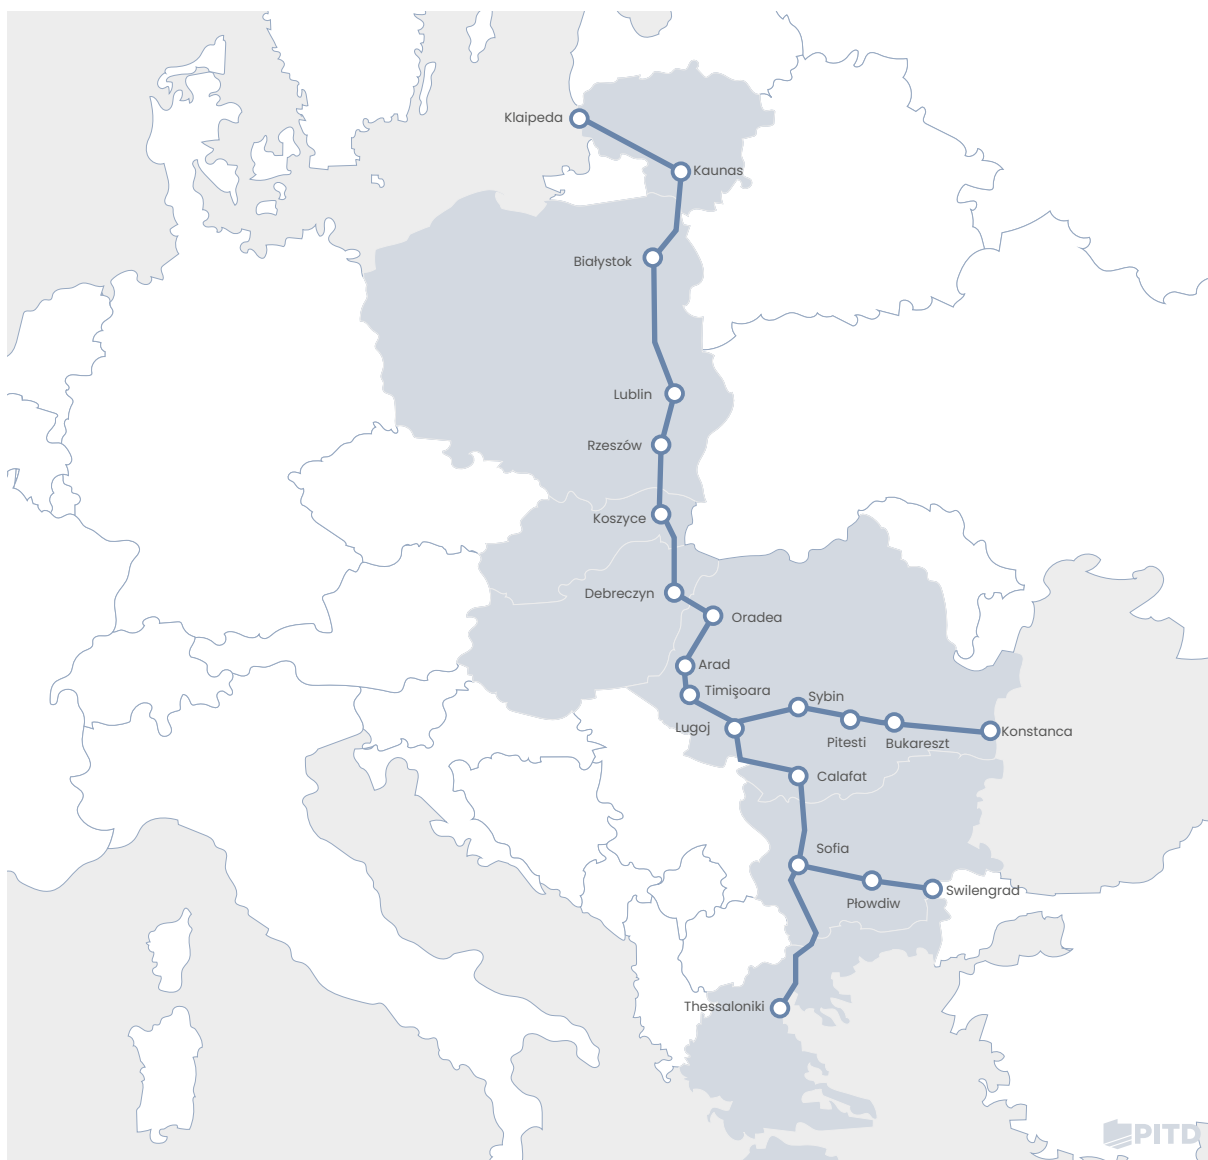 Klaipeda
Kaunas
Białystok
Lublin
Rzeszów
Koszyce
Debreczyn
Oradea
Arad
Timişoara
Sybin
Lugoj
Pitesti
Bukareszt
Konstanca
Calafat
Sofia
Płowdiw
Swilengrad
Thessaloniki
PITD